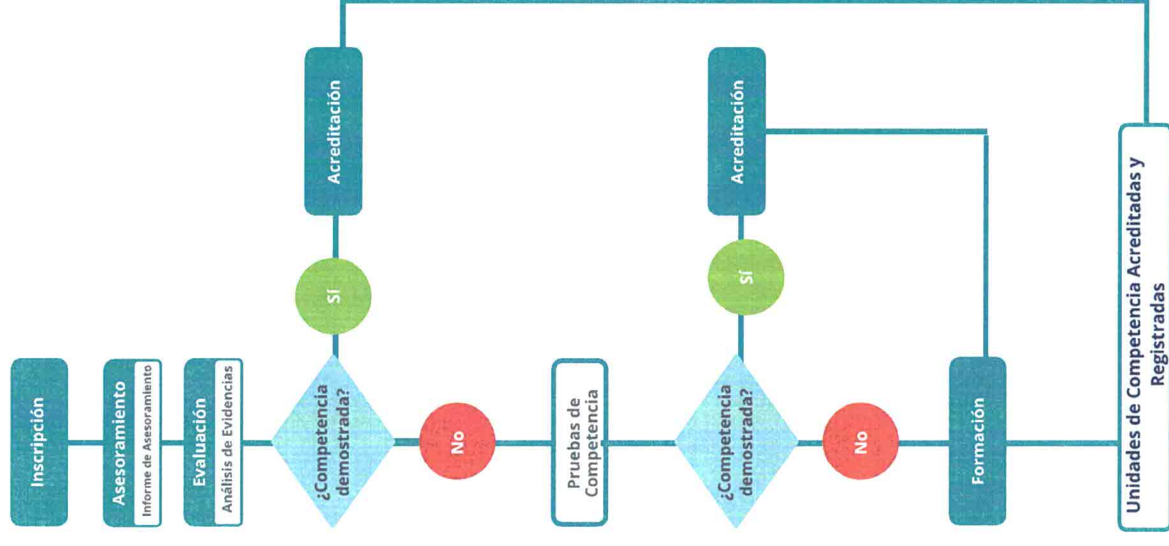 Inscripción
Asesoramiento
Informe de Asesoramiento
Evaluación
Análisis de Evidencias
¿Competencia
demostrada?
SÍ
Acreditación
No
Pruebas de
Competencia
¿Competencia
demostrada?
SÍ
Acreditación
No
Formación
Unidades de Competencia Acreditadas y
Registradas